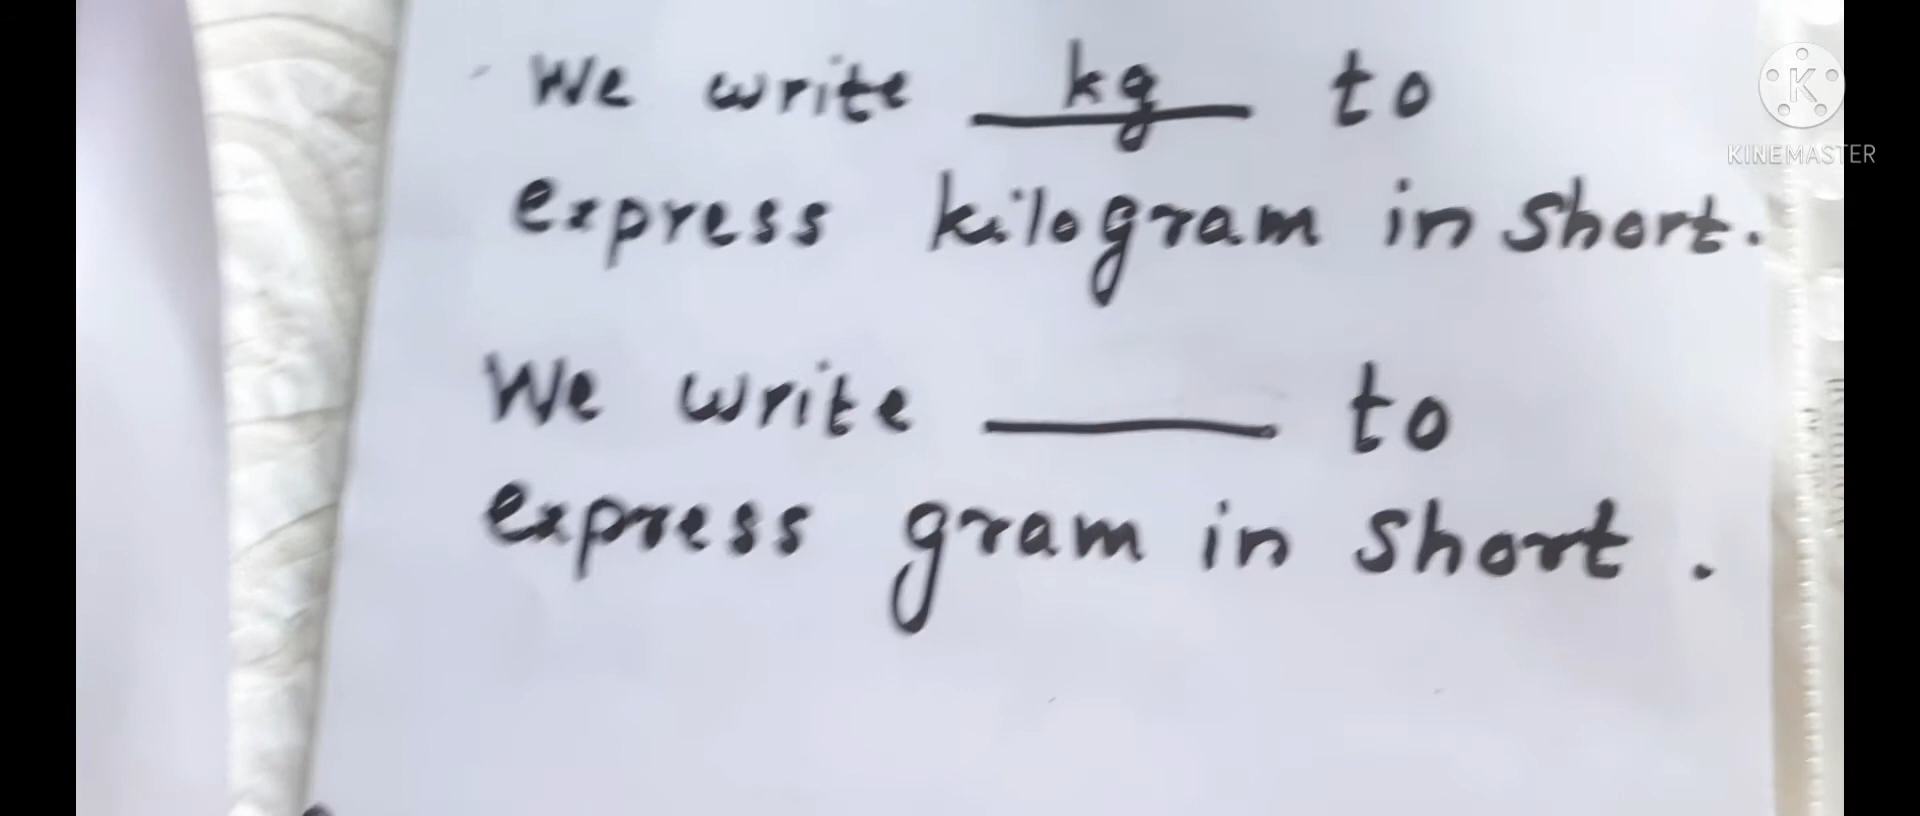 We write kg to
express kilogram in short.
We write ______ to
express gram in short.
KINEMASTER